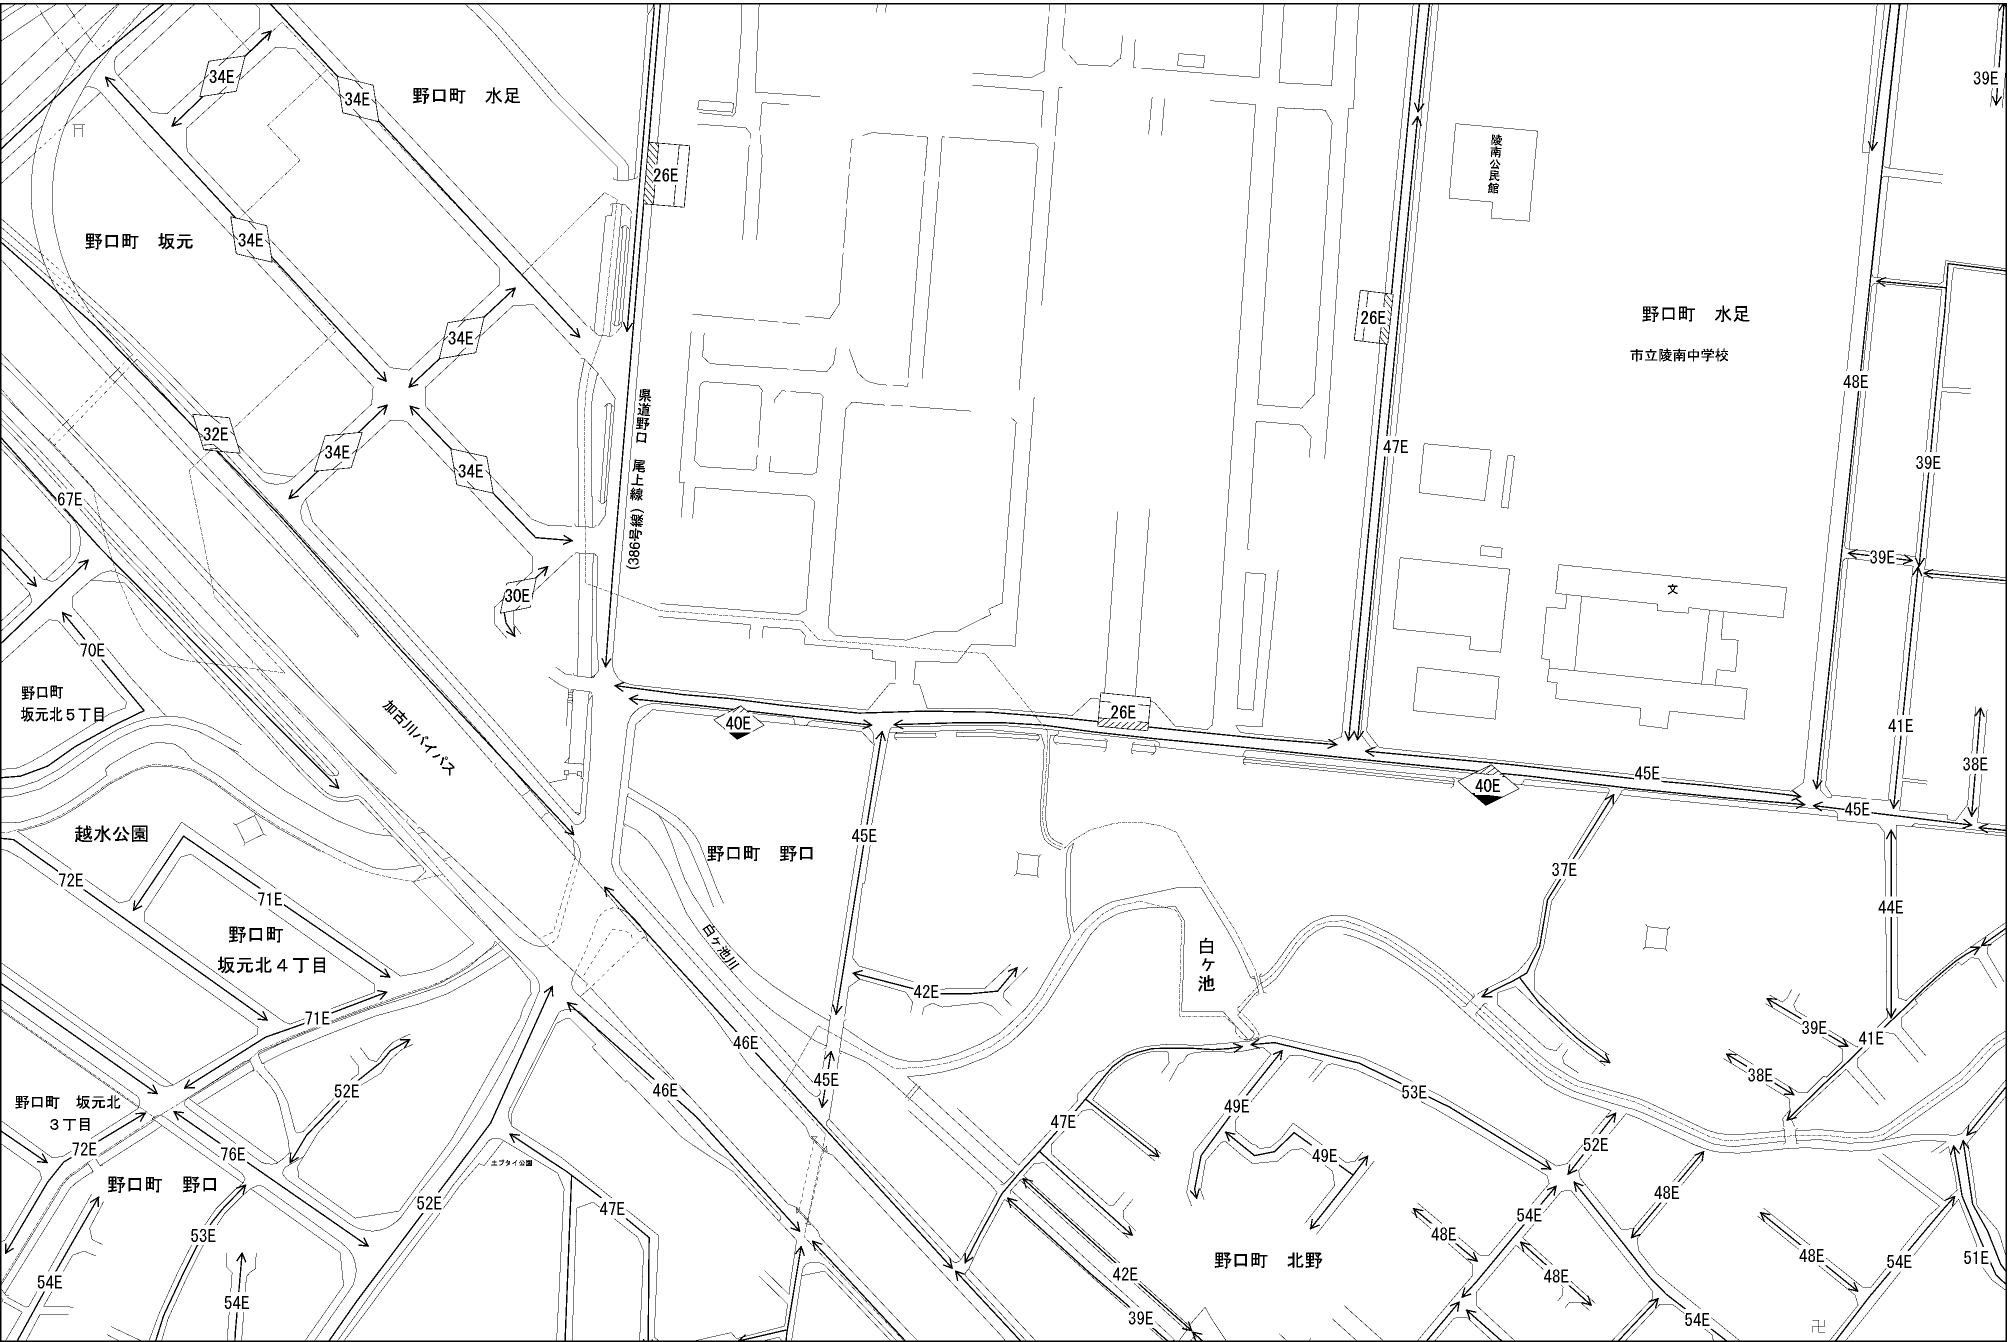 39E
34E
34E
野口町　水足
陵南公民館
26E
野口町　坂元
34E
野口町　水足
26E
34E
市立陵南中学校
48E
県道野口　尾上線(386号線)
32E
34E
34E
47E
39E
67E
39E
30E
文
70E
野口町
坂元北５丁目
加古川バイパス
40E
26E
41E
38E
45E
40E
45E
越水公園
45E
野口町　野口
72E
71E
37E
44E
野口町
坂元北４丁目
白ケ池川
白ケ池
42E
71E
39E
46E
41E
38E
45E
52E
46E
53E
野口町　坂元北
３丁目
49E
47E
72E
76E
52E
土ブタイ公園
49E
野口町　野口
48E
52E
47E
54E
53E
48E
48E
野口町　北野
51E
54E
54E
42E
48E
54E
39E
54E